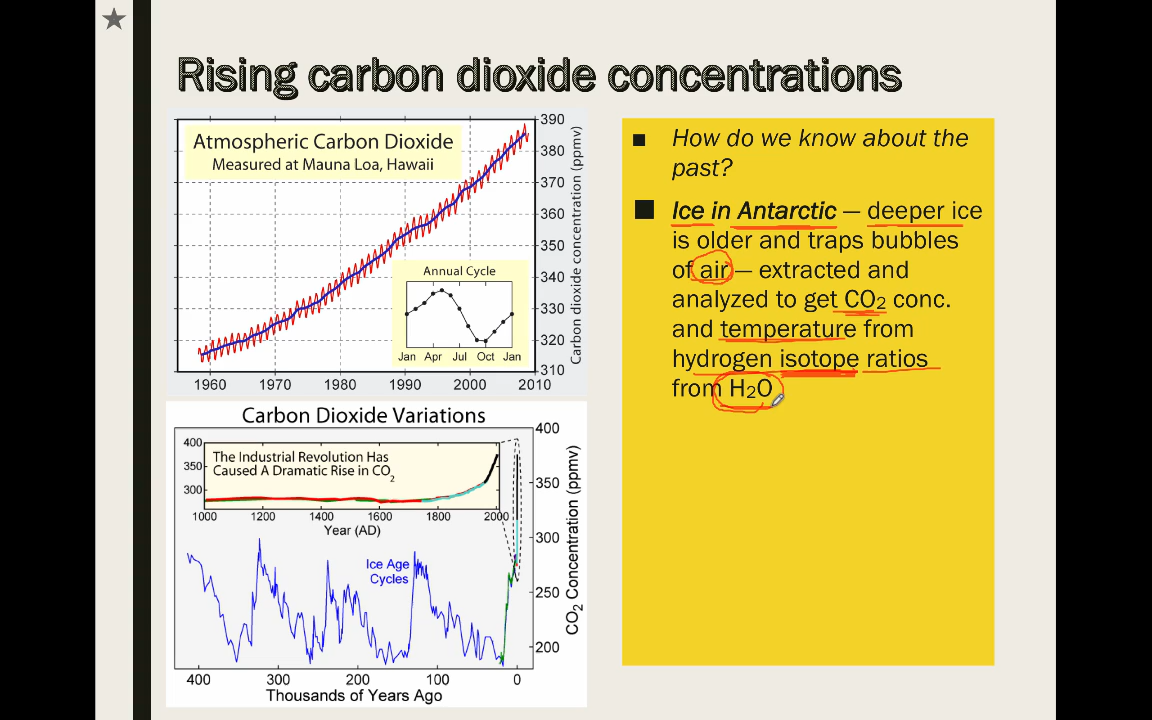 Rising carbon dioxide concentrations
Atmospheric Carbon Dioxide
Measured at Mauna Loa, Hawaii
390
380
370
360
350
340
330
320
310
Carbon dioxide concentration (ppmv)
Annual Cycle
Jan Apr Jul Oct Jan
1960 1970 1980 1990 2000 2010
Carbon Dioxide Variations
The Industrial Revolution Has
Caused A Dramatic Rise in CO2
400
350
300
1000 1200 1400 1600 1800 2000
Year (AD)
Ice Age
Cycles
400
350
300
250
200
CO2 Concentration (ppmv)
400 300 200 100 0
Thousands of Years Ago
■ How do we know about the
past?
■ Ice in Antarctic — deeper ice
is older and traps bubbles
of air — extracted and
analyzed to get CO2 conc.
and temperature from
hydrogen isotope ratios
from H2O